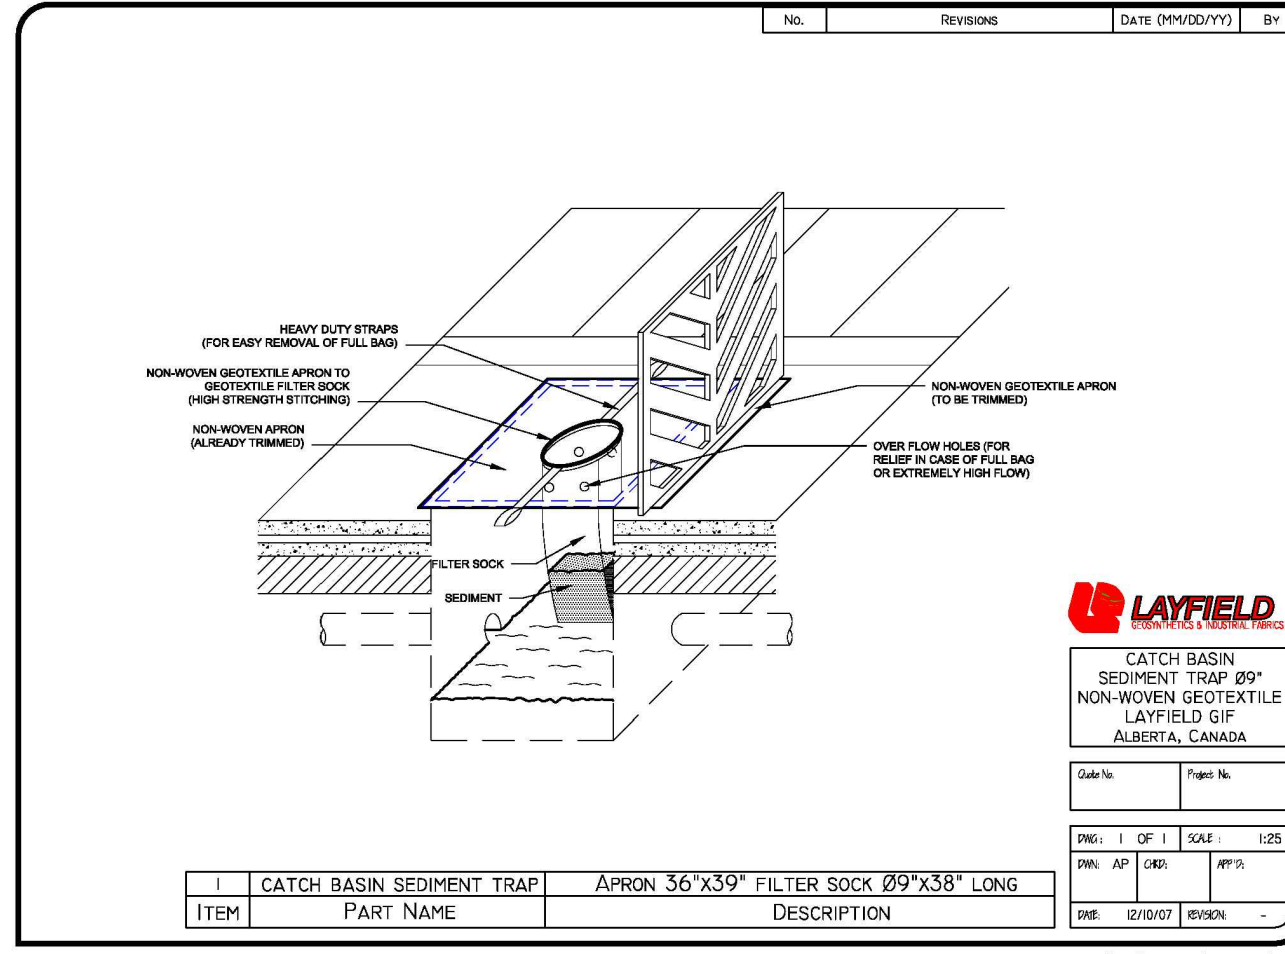 No. REVISIONS DATE (MM/DD/YY) BY
HEAVY DUTY STRAPS
(FOR EASY REMOVAL OF FULL BAG)
NON-WOVEN GEOTEXTILE APRON TO
GEOTEXTILE FILTER SOCK
(HIGH STRENGTH STITCHING)
NON-WOVEN APRON
(ALREADY TRIMMED)
NON-WOVEN GEOTEXTILE APRON
(TO BE TRIMMED)
OVER FLOW HOLES (FOR
RELIEF IN CASE OF FULL BAG
OR EXTREMELY HIGH FLOW)
FILTER SOCK
SEDIMENT
LAYFIELD
GEOSYNTHETICS & INDUSTRIAL FABRICS
CATCH BASIN
SEDIMENT TRAP Ø9"
NON-WOVEN GEOTEXTILE
LAYFIELD GIF
ALBERTA, CANADA
Quote No. Project No.
DWG: 1 OF 1 SCALE: 1:25
DWN: AP CHKD: APP'D:
DATE: 12/10/07 REVISION: -
1 CATCH BASIN SEDIMENT TRAP APRON 36"X39" FILTER SOCK Ø9"X38" LONG
ITEM PART NAME DESCRIPTION